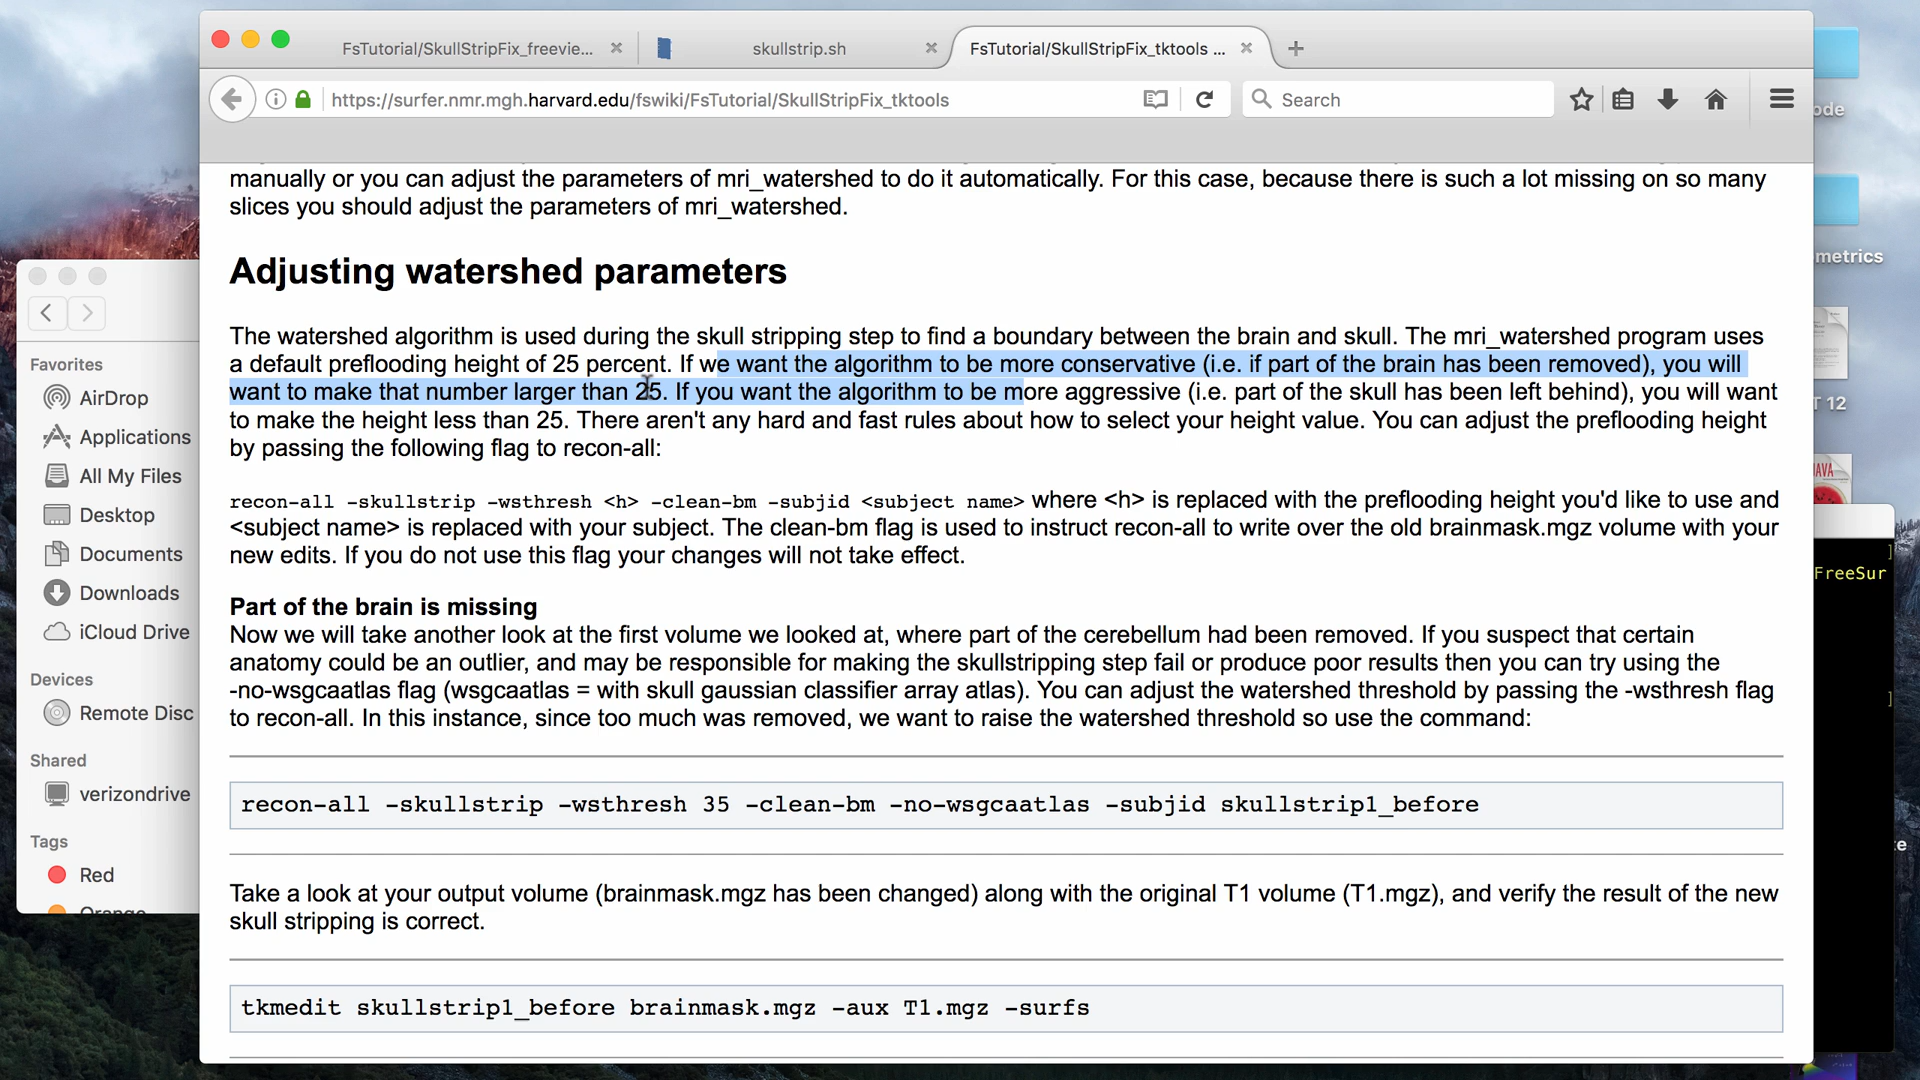 FsTutorial/SkullStripFix_freevie...
skullstrip.sh
FsTutorial/SkullStripFix_tktools ...
https://surfer.nmr.mgh.harvard.edu/fswiki/FsTutorial/SkullStripFix_tktools
Search
manually or you can adjust the parameters of mri_watershed to do it automatically. For this case, because there is such a lot missing on so many
slices you should adjust the parameters of mri_watershed.
Adjusting watershed parameters
The watershed algorithm is used during the skull stripping step to find a boundary between the brain and skull. The mri_watershed program uses
a default preflooding height of 25 percent. If we want the algorithm to be more conservative (i.e. if part of the brain has been removed), you will
want to make that number larger than 25. If you want the algorithm to be more aggressive (i.e. part of the skull has been left behind), you will want
to make the height less than 25. There aren't any hard and fast rules about how to select your height value. You can adjust the preflooding height
by passing the following flag to recon-all:
recon-all -skullstrip -wsthresh <h> -clean-bm -subjid <subject name> where <h> is replaced with the preflooding height you'd like to use and
<subject name> is replaced with your subject. The clean-bm flag is used to instruct recon-all to write over the old brainmask.mgz volume with your
new edits. If you do not use this flag your changes will not take effect.
Part of the brain is missing
Now we will take another look at the first volume we looked at, where part of the cerebellum had been removed. If you suspect that certain
anatomy could be an outlier, and may be responsible for making the skullstripping step fail or produce poor results then you can try using the
-no-wsgcaatlas flag (wsgcaatlas = with skull gaussian classifier array atlas). You can adjust the watershed threshold by passing the -wsthresh flag
to recon-all. In this instance, since too much was removed, we want to raise the watershed threshold so use the command:
recon-all -skullstrip -wsthresh 35 -clean-bm -no-wsgcaatlas -subjid skullstrip1_before
Take a look at your output volume (brainmask.mgz has been changed) along with the original T1 volume (T1.mgz), and verify the result of the new
skull stripping is correct.
tkmedit skullstrip1_before brainmask.mgz -aux T1.mgz -surfs
Favorites
AirDrop
Applications
All My Files
Desktop
Documents
Downloads
iCloud Drive
Devices
Remote Disc
Shared
verizondrive
Tags
Red
Orange
ode
metrics
T 12
AVA
]
FreeSur
]
e